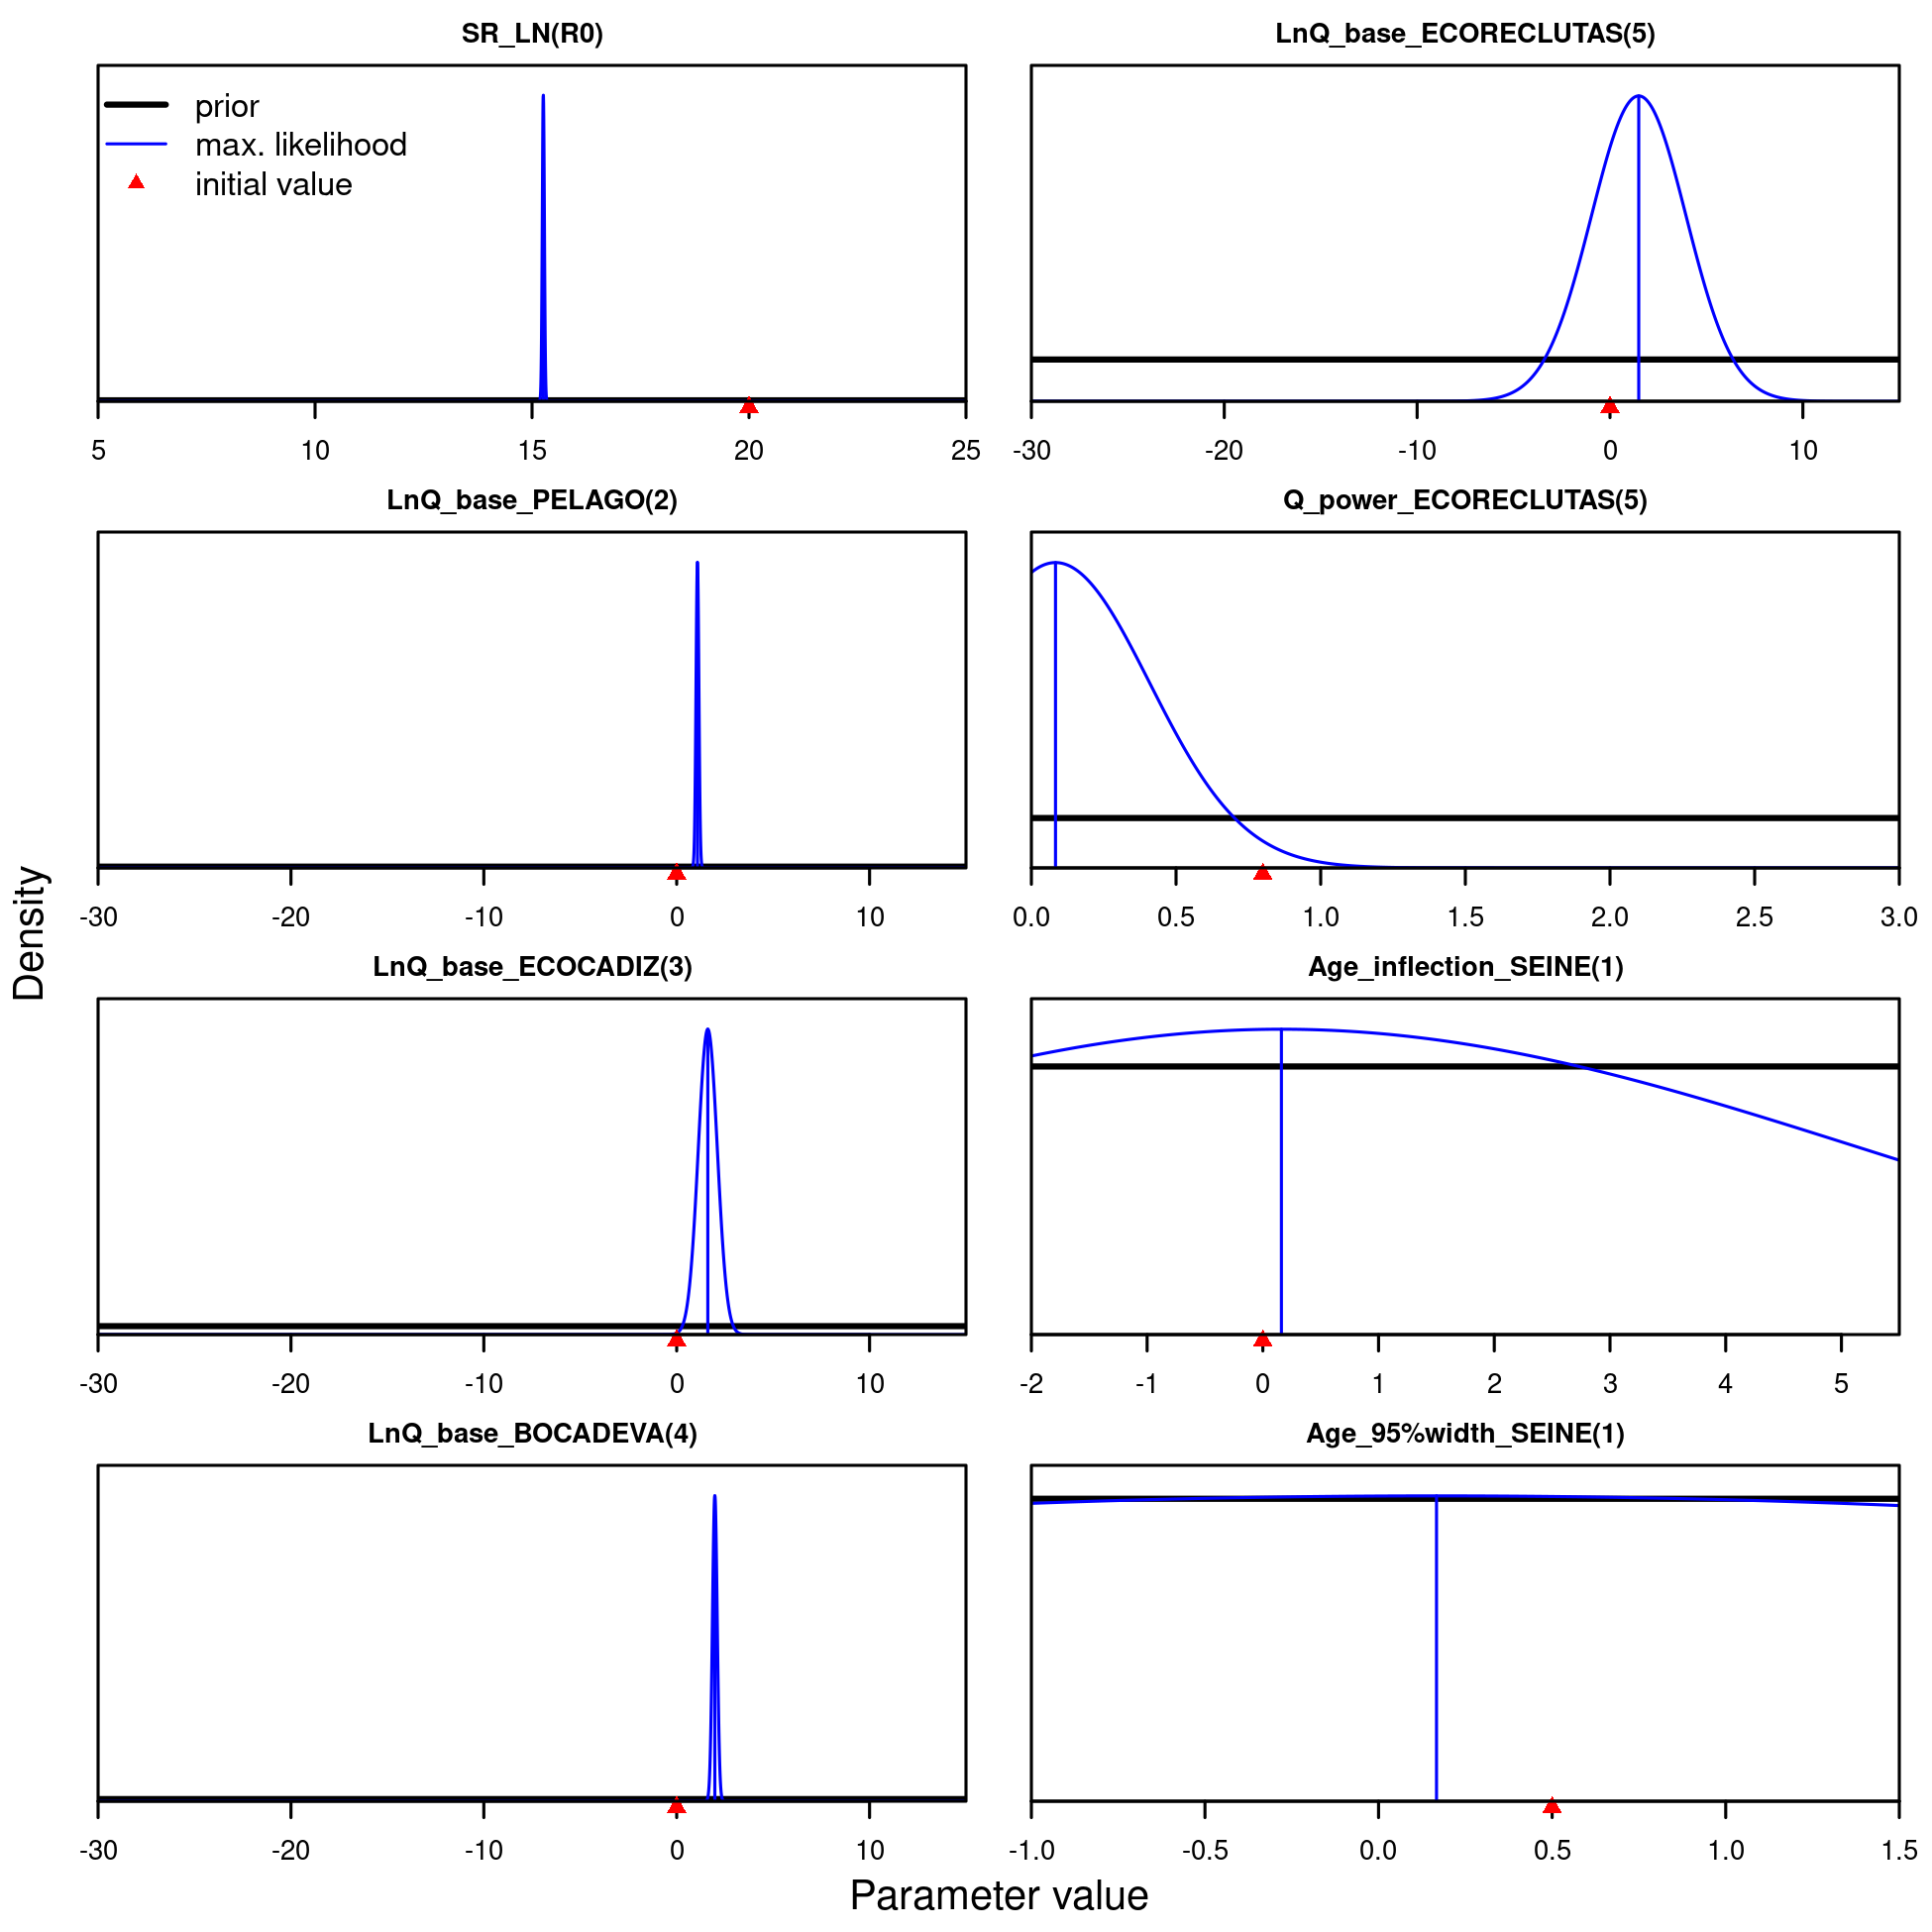 SR_LN(R0)
prior
max. likelihood
initial value
5 10 15 20 25
LnQ_base_ECORECLUTAS(5)
-30 -20 -10 0 10
LnQ_base_PELAGO(2)
-30 -20 -10 0 10
Q_power_ECORECLUTAS(5)
0.0 0.5 1.0 1.5 2.0 2.5 3.0
LnQ_base_ECOCADIZ(3)
-30 -20 -10 0 10
Age_inflection_SEINE(1)
-2 -1 0 1 2 3 4 5
LnQ_base_BOCADEVA(4)
-30 -20 -10 0 10
Age_95%width_SEINE(1)
-1.0 -0.5 0.0 0.5 1.0 1.5
Density
Parameter value